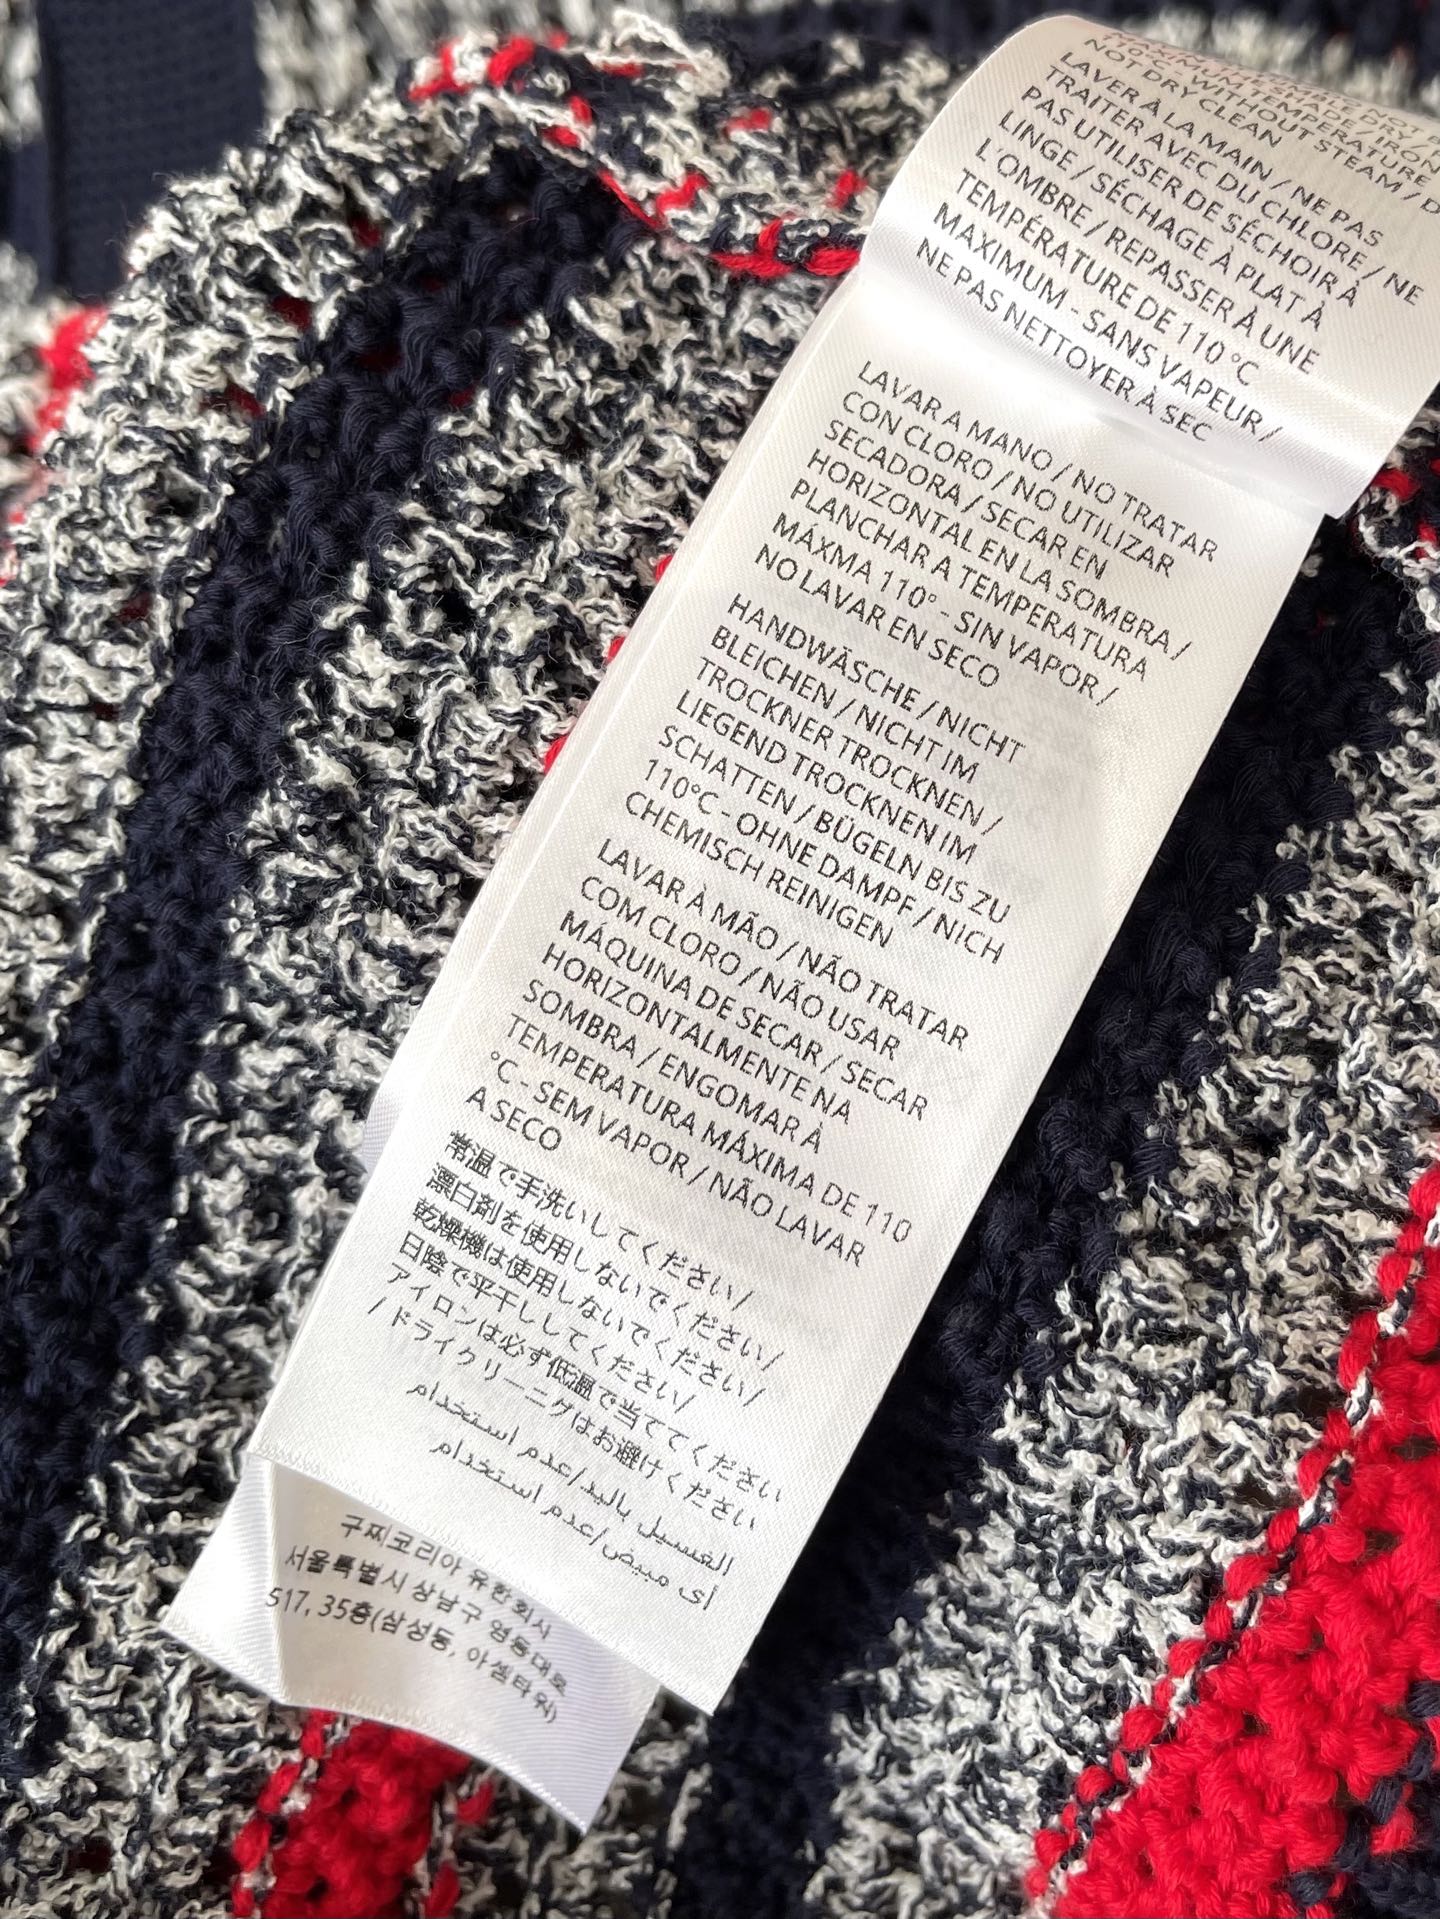 110°C - WITHOUT STEAM / D
NOT DRY CLEAN
LAVER À LA MAIN / NE PAS
TRAITER AVEC DU CHLORE / NE
PAS UTILISER DE SÉCHOIR À
LINGE / SÉCHAGE À PLAT À
L'OMBRE / REPASSER À UNE
TEMPÉRATURE DE 110 °C
MAXIMUM - SANS VAPEUR /
NE PAS NETTOYER À SEC
LAVAR A MANO / NO TRATAR
CON CLORO / NO UTILIZAR
SECADORA / SECAR EN
HORIZONTAL EN LA SOMBRA /
PLANCHAR A TEMPERATURA
MÁXMA 110° - SIN VAPOR /
NO LAVAR EN SECO
HANDWÄSCHE / NICHT
BLEICHEN / NICHT IM
TROCKNER TROCKNEN /
LIEGEND TROCKNEN IM
SCHATTEN / BÜGELN BIS ZU
110°C - OHNE DAMPF / NICH
CHEMISCH REINIGEN
LAVAR À MÃO / NÃO TRATAR
COM CLORO / NÃO USAR
MÁQUINA DE SECAR / SECAR
HORIZONTALMENTE NA
SOMBRA / ENGOMAR À
TEMPERATURA MÁXIMA DE 110
°C - SEM VAPOR / NÃO LAVAR
A SECO
常温で手洗いしてください/
漂白剤を使用しないでください/
乾燥機は使用しないでください/
日陰で平干ししてください/
アイロンは必ず低温で当ててください
/ドライクリーニグはお避けください
الغسيل باليد/عدم استخدام
أي مبيض/عدم استخدام
구찌코리아 유한회사
서울특별시 강남구 영동대로
517, 35층(삼성동, 아셈타워)